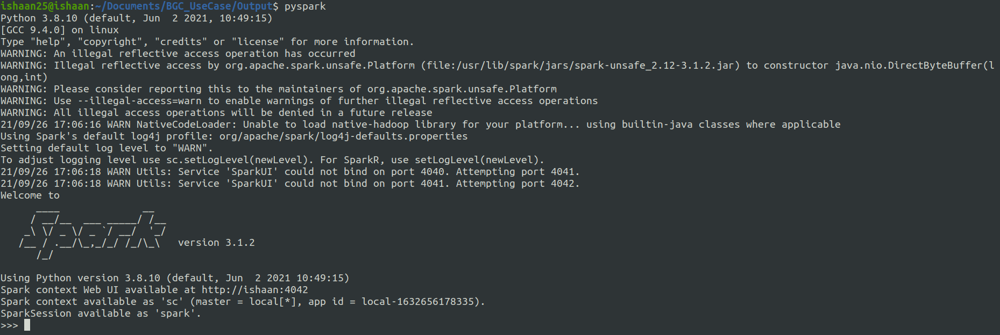 ishaan25@ishaan:~/Documents/BGC_UseCase/Output$ pyspark
Python 3.8.10 (default, Jun  2 2021, 10:49:15)
[GCC 9.4.0] on linux
Type "help", "copyright", "credits" or "license" for more information.
WARNING: An illegal reflective access operation has occurred
WARNING: Illegal reflective access by org.apache.spark.unsafe.Platform (file:/usr/lib/spark/jars/spark-unsafe_2.12-3.1.2.jar) to constructor java.nio.DirectByteBuffer(l
ong,int)
WARNING: Please consider reporting this to the maintainers of org.apache.spark.unsafe.Platform
WARNING: Use --illegal-access=warn to enable warnings of further illegal reflective access operations
WARNING: All illegal access operations will be denied in a future release
21/09/26 17:06:16 WARN NativeCodeLoader: Unable to load native-hadoop library for your platform... using builtin-java classes where applicable
Using Spark's default log4j profile: org/apache/spark/log4j-defaults.properties
Setting default log level to "WARN".
To adjust logging level use sc.setLogLevel(newLevel). For SparkR, use setLogLevel(newLevel).
21/09/26 17:06:18 WARN Utils: Service 'SparkUI' could not bind on port 4040. Attempting port 4041.
21/09/26 17:06:18 WARN Utils: Service 'SparkUI' could not bind on port 4041. Attempting port 4042.
Welcome to
      ____              __
     / __/__  ___ _____/ /__
    _\ \/ _ \/ _ `/ __/  '_/
   /__ / .__/\_,_/_/ /_/\_\   version 3.1.2
      /_/
Using Python version 3.8.10 (default, Jun  2 2021 10:49:15)
Spark context Web UI available at http://ishaan:4042
Spark context available as 'sc' (master = local[*], app id = local-1632656178335).
SparkSession available as 'spark'.
>>>